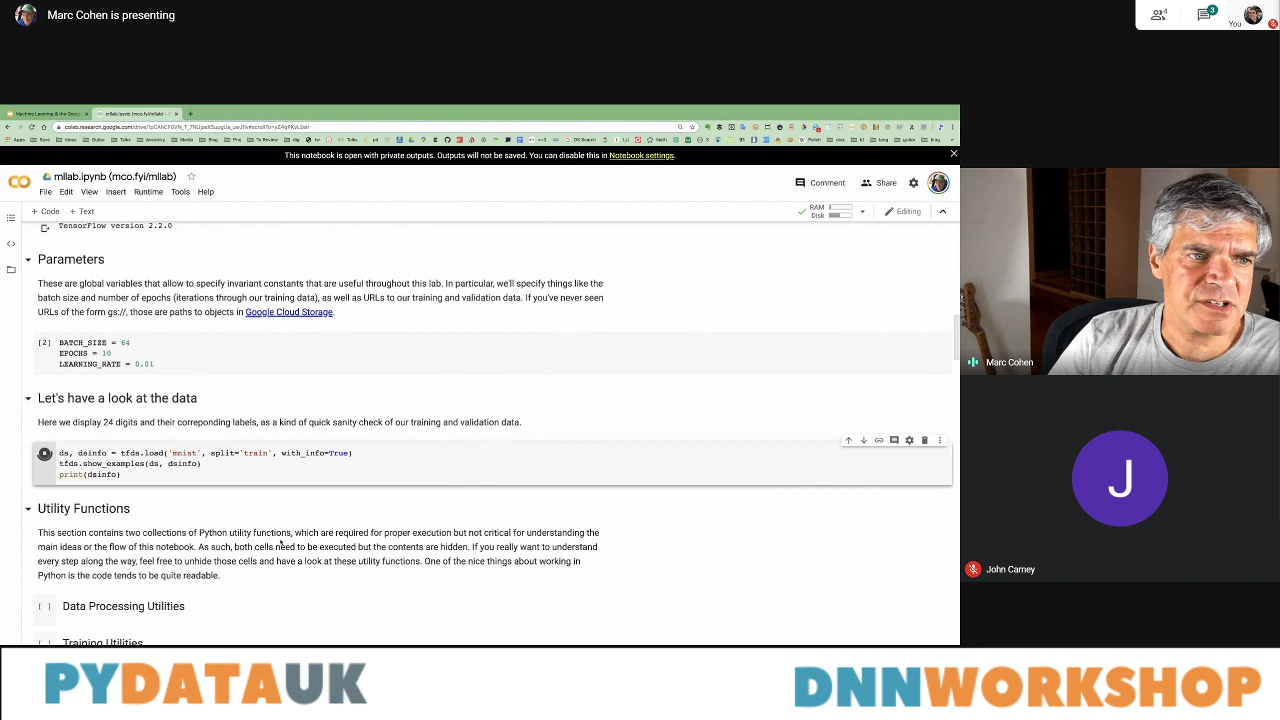 Marc Cohen is presenting
4
3
You
Machine Learning & the Googl
mllab.ipynb (mco.fyi/mllab) - C
This notebook is open with private outputs. Outputs will not be saved. You can disable this in Notebook settings.
mllab.ipynb (mco.fyi/mllab)
Comment
Share
File Edit View Insert Runtime Tools Help
+ Code + Text
RAM
Disk
Editing
TensorFlow version 2.2.0
Parameters
These are global variables that allow to specify invariant constants that are useful throughout this lab. In particular, we'll specify things like the
batch size and number of epochs (iterations through our training data), as well as URLs to our training and validation data. If you've never seen
URLs of the form gs://, those are paths to objects in Google Cloud Storage.
[2] BATCH_SIZE = 64
EPOCHS = 10
LEARNING_RATE = 0.01
Let's have a look at the data
Here we display 24 digits and their correponding labels, as a kind of quick sanity check of our training and validation data.
ds, dsinfo = tfds.load('mnist', split='train', with_info=True)
tfds.show_examples(ds, dsinfo)
print(dsinfo)
Utility Functions
This section contains two collections of Python utility functions, which are required for proper execution but not critical for understanding the
main ideas or the flow of this notebook. As such, both cells need to be executed but the contents are hidden. If you really want to understand
every step along the way, feel free to unhide those cells and have a look at these utility functions. One of the nice things about working in
Python is the code tends to be quite readable.
[ ] Data Processing Utilities
[ ] Training Utilities
Marc Cohen
J
John Carney
PYDATAUK
DNNWORKSHOP